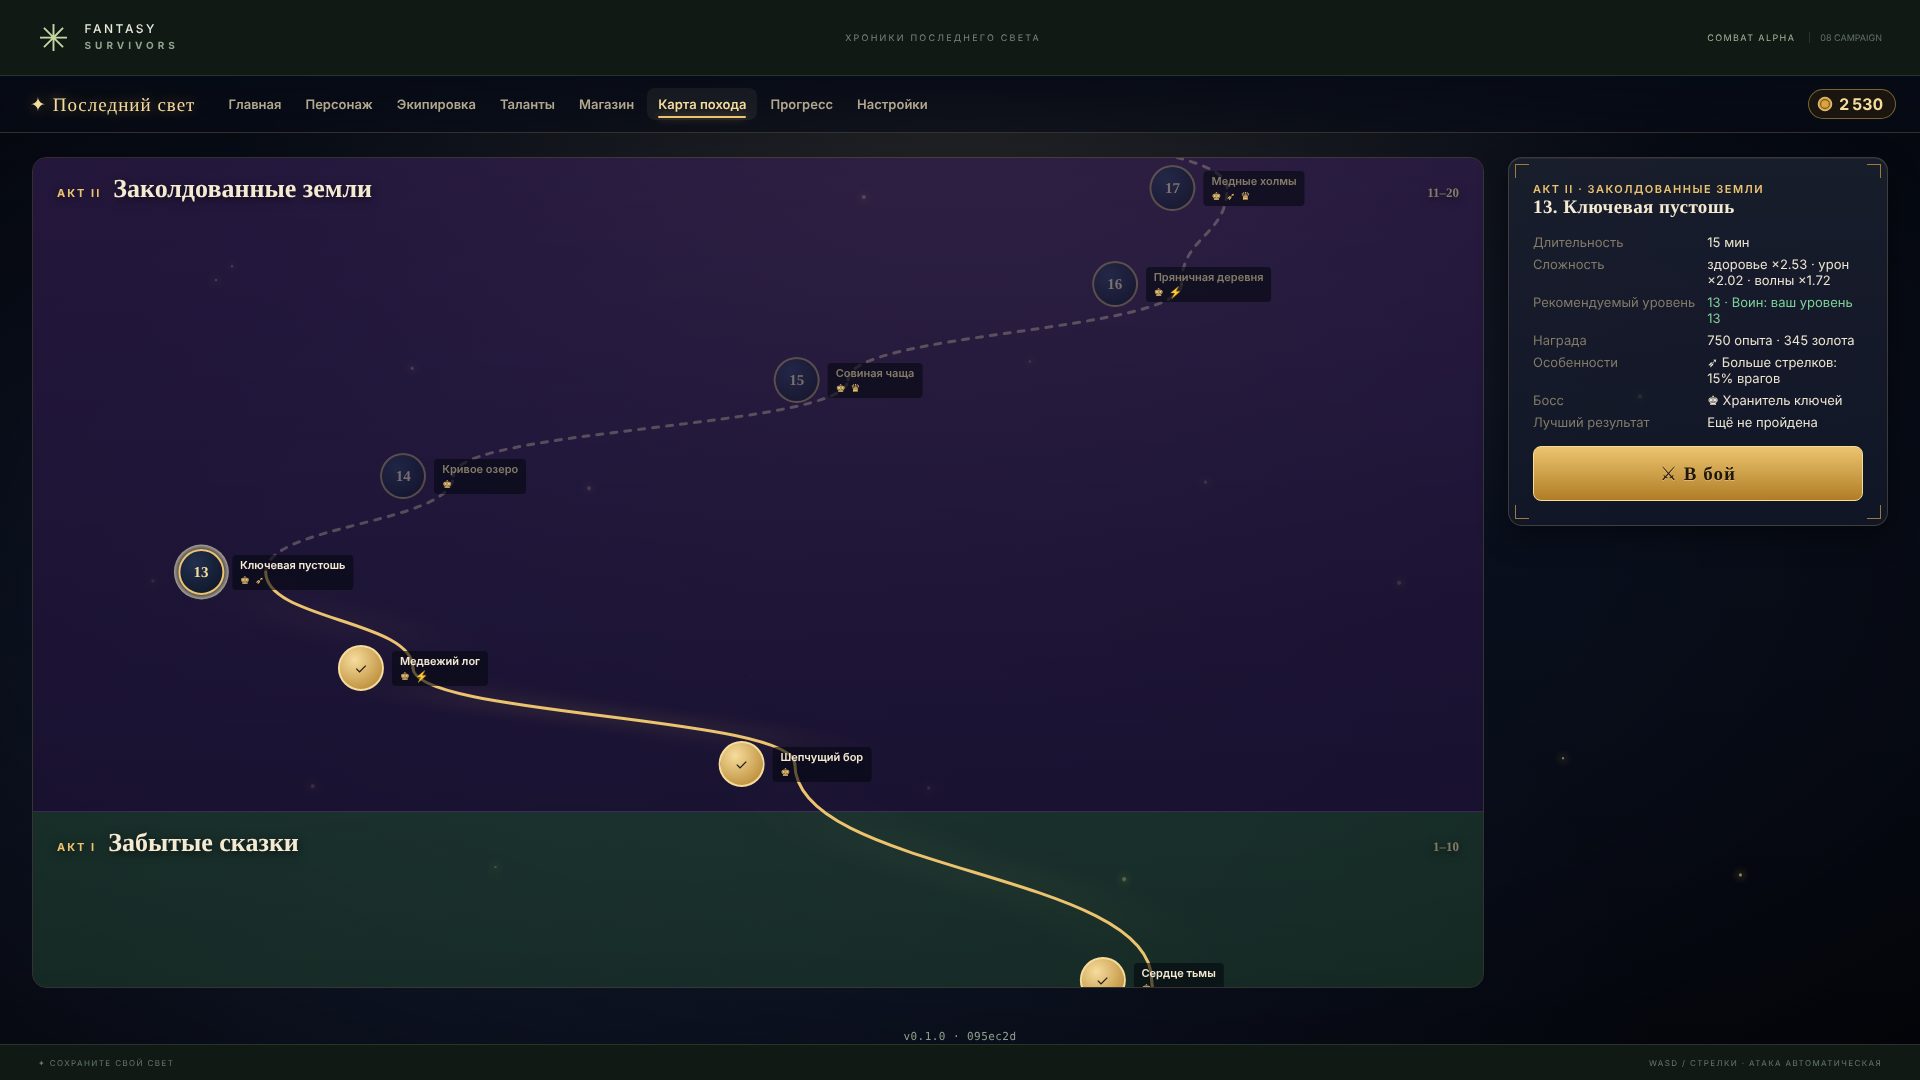 FANTASY
SURVIVORS
ХРОНИКИ ПОСЛЕДНЕГО СВЕТА
COMBAT ALPHA
08 CAMPAIGN
✦ Последний свет
Главная
Персонаж
Экипировка
Таланты
Магазин
Карта похода
Прогресс
Настройки
2 530
АКТ II Заколдованные земли
11–20
17
Медные холмы
16
Пряничная деревня
15
Совиная чаща
14
Кривое озеро
13
Ключевая пустошь
Медвежий лог
Шепчущий бор
АКТ I Забытые сказки
1–10
Сердце тьмы
АКТ II · ЗАКОЛДОВАННЫЕ ЗЕМЛИ
13. Ключевая пустошь
Длительность 15 мин
Сложность здоровье ×2.53 · урон
×2.02 · волны ×1.72
Рекомендуемый уровень 13 · Воин: ваш уровень
13
Награда 750 опыта · 345 золота
Особенности ➶ Больше стрелков:
15% врагов
Босс ♚ Хранитель ключей
Лучший результат Ещё не пройдена
⚔ В бой
v0.1.0 · 095ec2d
✦ СОХРАНИТЕ СВОЙ СВЕТ
WASD / СТРЕЛКИ · АТАКА АВТОМАТИЧЕСКАЯ